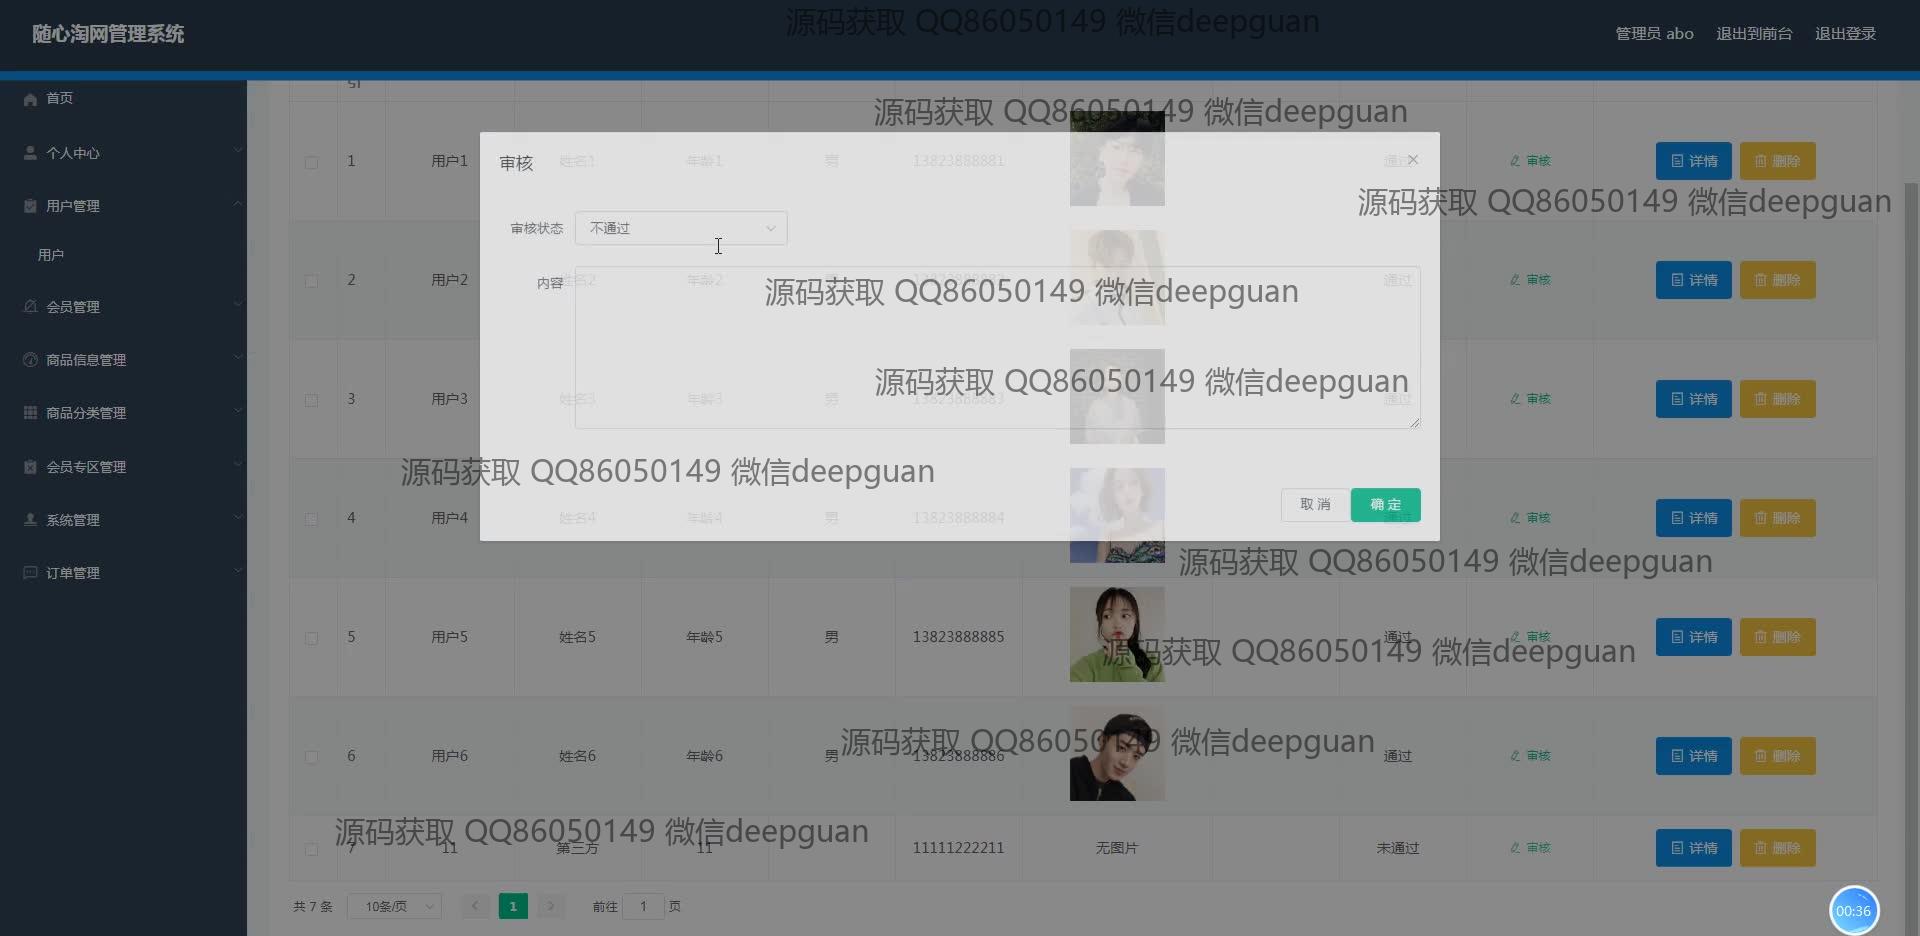 随心淘网管理系统
源码获取 QQ86050149 微信deepguan
管理员 abo 退出到前台 退出登录
首页
个人中心
用户管理
用户
会员管理
商品信息管理
商品分类管理
会员专区管理
系统管理
订单管理
源码获取 QQ86050149 微信deepguan
1 用户1 姓名1 年龄1 男 13823888881 通过 审核 详情 删除
审核
源码获取 QQ86050149 微信deepguan
审核状态 不通过
2 用户2 姓名2 年龄2 男 13823888882 通过 审核 详情 删除
内容
源码获取 QQ86050149 微信deepguan
源码获取 QQ86050149 微信deepguan
3 用户3 姓名3 年龄3 男 13823888883 通过 审核 详情 删除
源码获取 QQ86050149 微信deepguan
取消 确定
4 用户4 姓名4 年龄4 男 13823888884 通过 审核 详情 删除
源码获取 QQ86050149 微信deepguan
5 用户5 姓名5 年龄5 男 13823888885 通过 审核 详情 删除
源码获取 QQ86050149 微信deepguan
源码获取 QQ86050149 微信deepguan
6 用户6 姓名6 年龄6 男 13823888886 通过 审核 详情 删除
源码获取 QQ86050149 微信deepguan
7 11 第三方 11 11111222211 无图片 未通过 审核 详情 删除
共 7 条 10条/页 1 前往 1 页
00:36